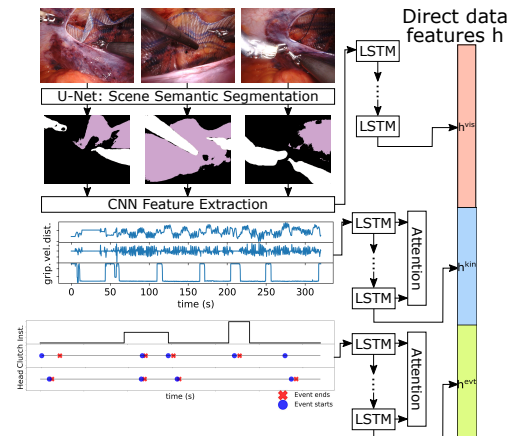 Direct data
features h
LSTM
U-Net: Scene Semantic Segmentation
LSTM
h^vis
CNN Feature Extraction
grip. vel. dist.
0 50 100 150 200 250 300
time (s)
LSTM
Attention
LSTM
h^kin
Head Clutch Inst.
time (s)
Event ends
Event starts
LSTM
Attention
LSTM
h^evt